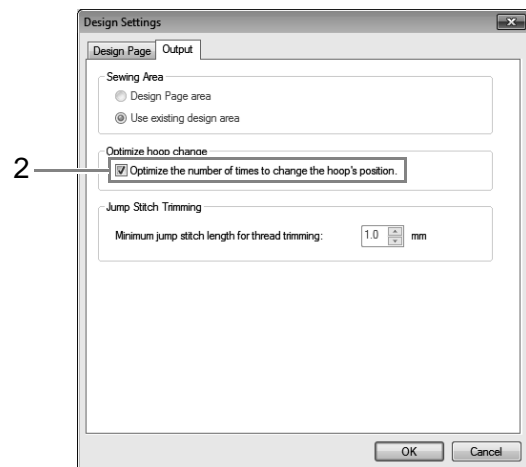 Design Settings
Design Page
Output
Sewing Area
Design Page area
Use existing design area
Optimize hoop change
2
Optimize the number of times to change the hoop's position.
Jump Stitch Trimming
Minimum jump stitch length for thread trimming:
1.0
mm
OK
Cancel